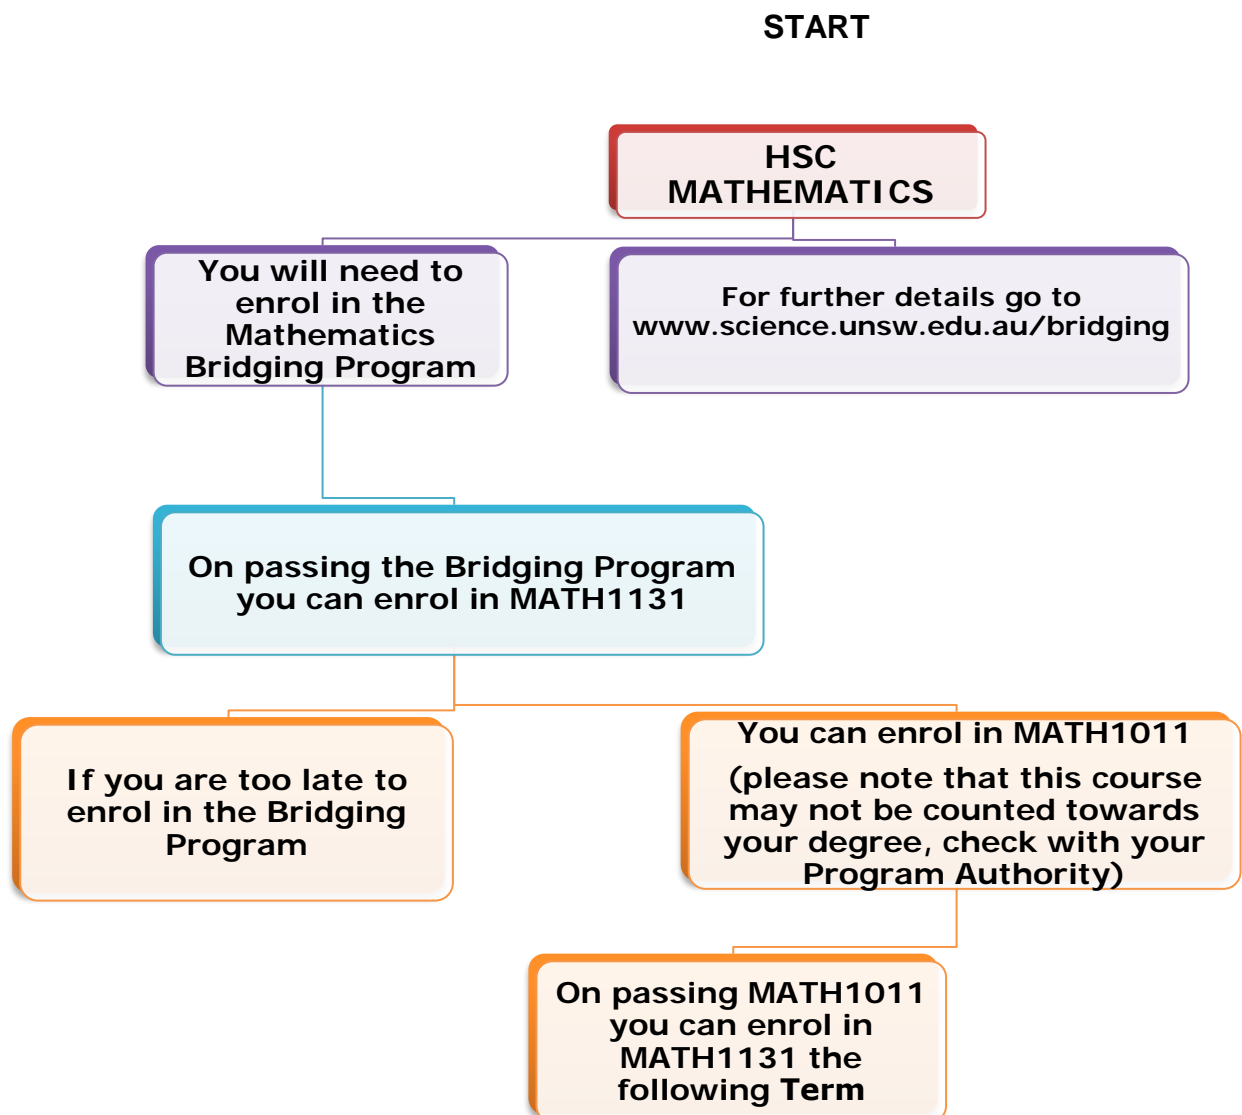 START
HSC
MATHEMATICS
You will need to
enrol in the
Mathematics
Bridging Program
For further details go to
www.science.unsw.edu.au/bridging
On passing the Bridging Program
you can enrol in MATH1131
If you are too late to
enrol in the Bridging
Program
You can enrol in MATH1011
(please note that this course
may not be counted towards
your degree, check with your
Program Authority)
On passing MATH1011
you can enrol in
MATH1131 the
following Term